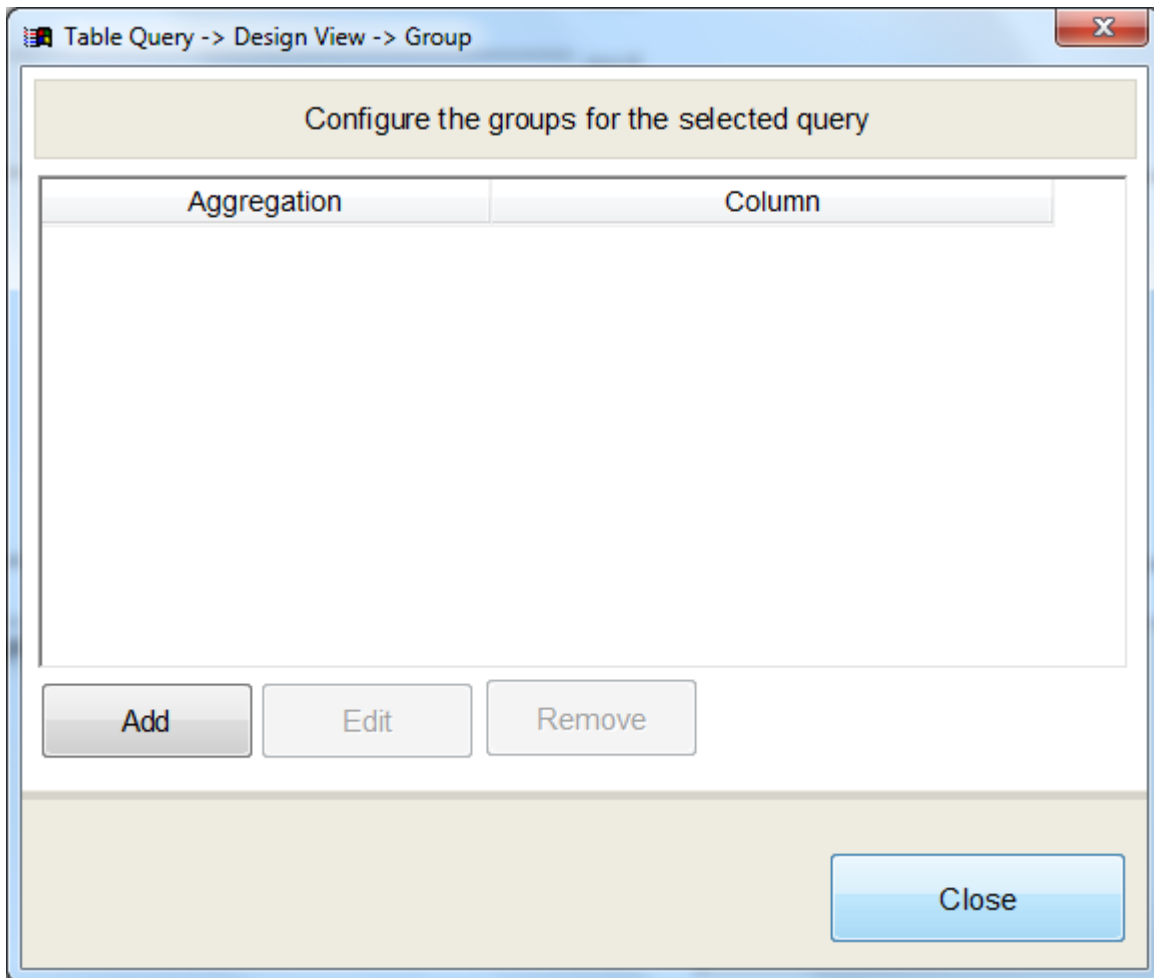 Table Query -> Design View -> Group
Configure the groups for the selected query
Aggregation Column
Add Edit Remove
Close